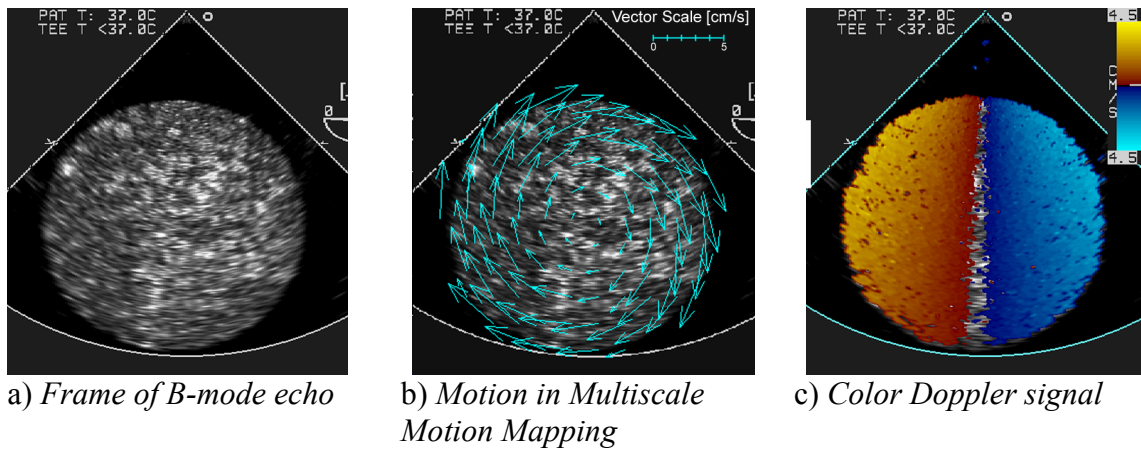 PAT T: 37.0C
TEE T <37.0C
0
a) Frame of B-mode echo
PAT T: 37.0C
TEE T <37.0C
Vector Scale [cm/s]
0 5
0
b) Motion in Multiscale
Motion Mapping
PAT T: 37.0C
TEE T <37.0C
4.5
CM/S
4.5
c) Color Doppler signal